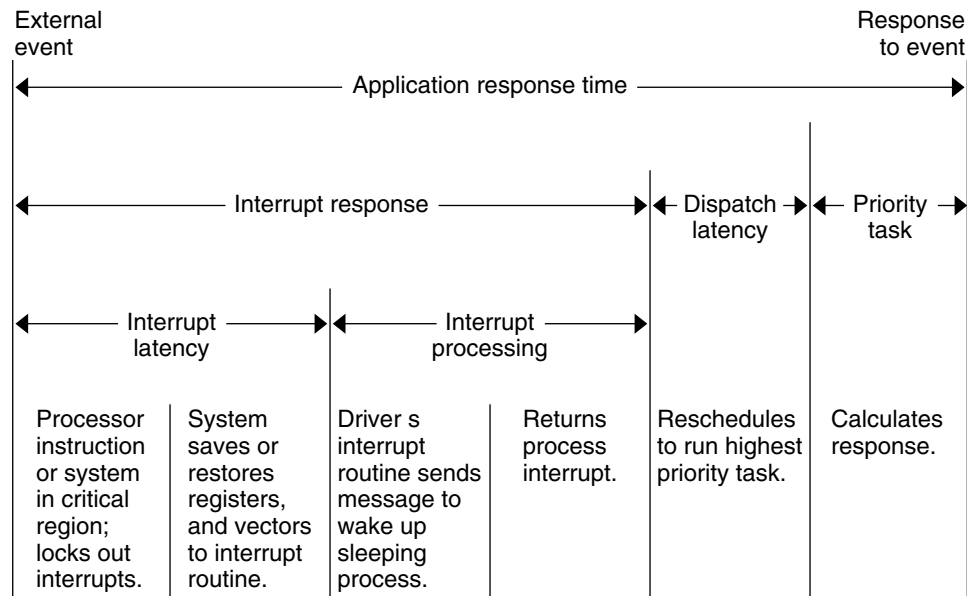 External
event
Response
to event
Application response time
Interrupt response
Dispatch
latency
Priority
task
Interrupt
latency
Interrupt
processing
Processor
instruction
or system
in critical
region;
locks out
interrupts.
System
saves or
restores
registers,
and vectors
to interrupt
routine.
Driver s
interrupt
routine sends
message to
wake up
sleeping
process.
Returns
process
interrupt.
Reschedules
to run highest
priority task.
Calculates
response.